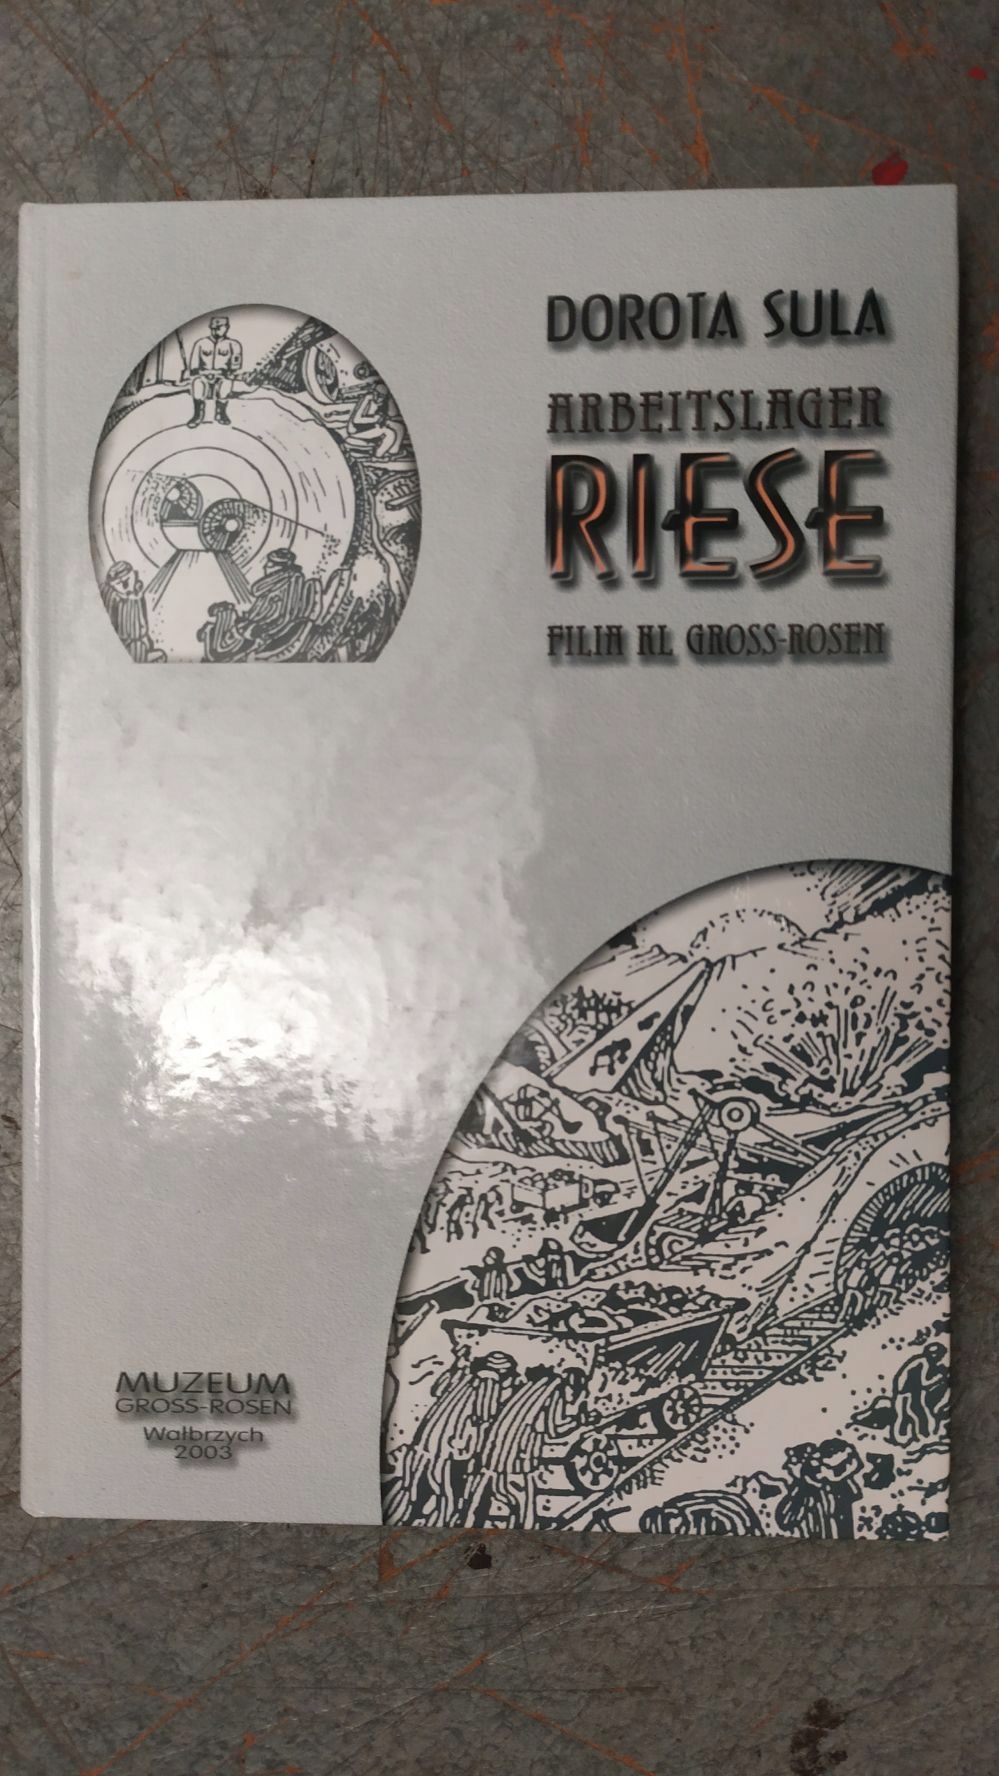 DOROTA SULA
ARBEITSLAGER
RIESE
FILIA KL GROSS-ROSEN
MUZEUM
GROSS-ROSEN
Wałbrzych
2003